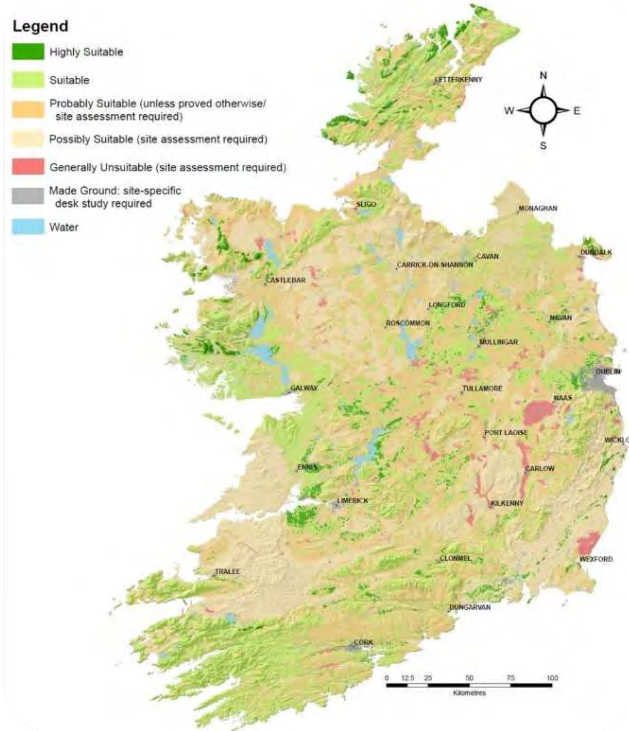 Legend
Highly Suitable
Suitable
Probably Suitable (unless proved otherwise/
site assessment required)
Possibly Suitable (site assessment required)
Generally Unsuitable (site assessment required)
Made Ground: site-specific
desk study required
Water
N
W E
S
LETTERKENNY
SLIGO
MONAGHAN
DUNDALK
CAVAN
CARRICK-ON-SHANNON
CASTLEBAR
LONGFORD
ROSCOMMON
NAVAN
MULLINGAR
DUBLIN
GALWAY
TULLAMORE
NAAS
PORT LAOISE
WICKLO
ENNIS
CARLOW
LIMERICK
KILKENNY
CLONMEL
WEXFORD
TRALEE
DUNGARVAN
CORK
0 12.5 25 50 75 100
Kilometres